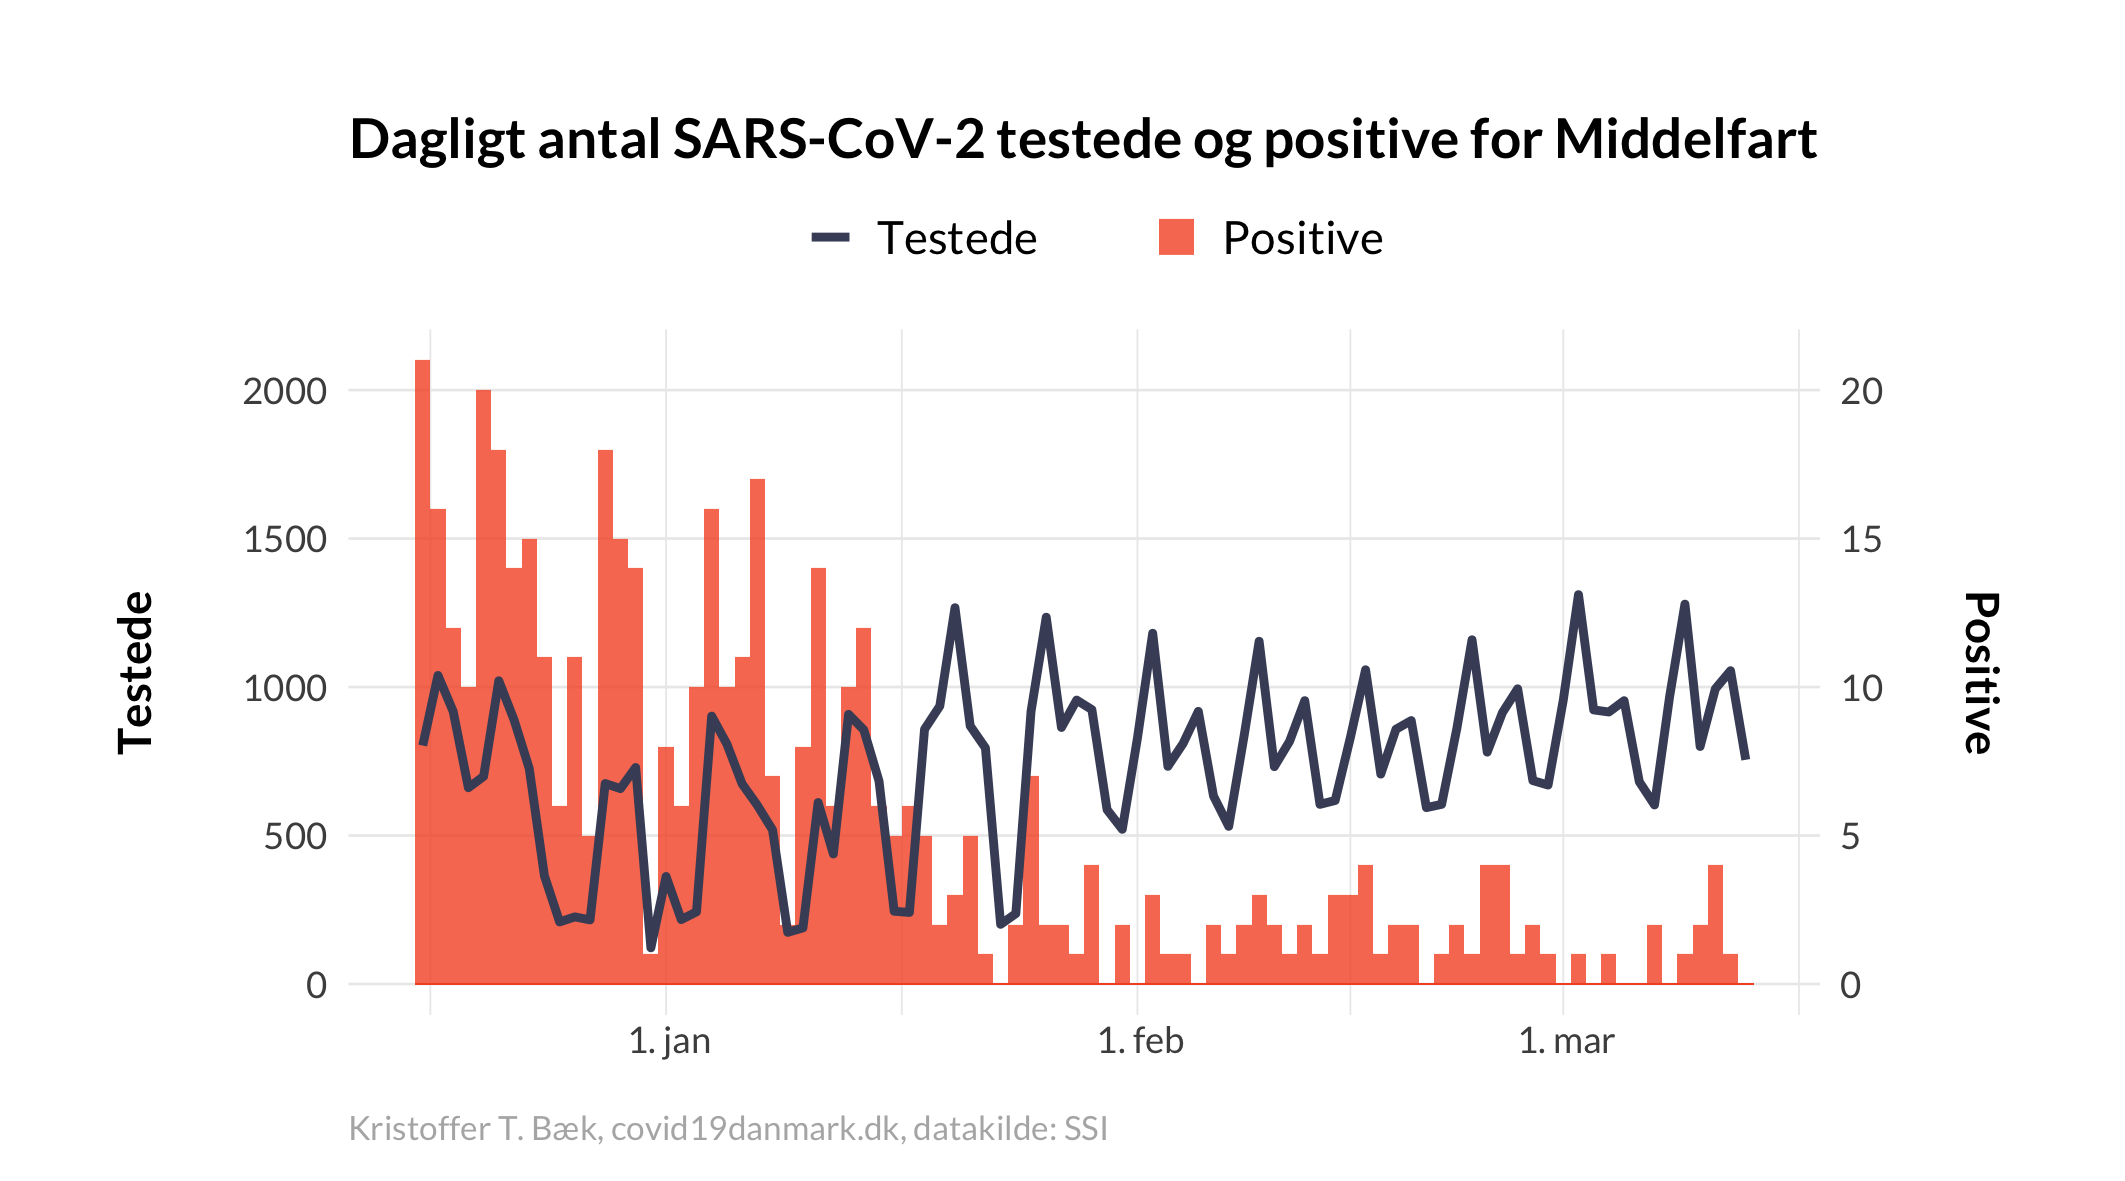 Dagligt antal SARS-CoV-2 testede og positive for Middelfart
Testede
Positive
2000
1500
1000
500
0
Testede
20
15
10
5
0
Positive
1. jan
1. feb
1. mar
Kristoffer T. Bæk, covid19danmark.dk, datakilde: SSI